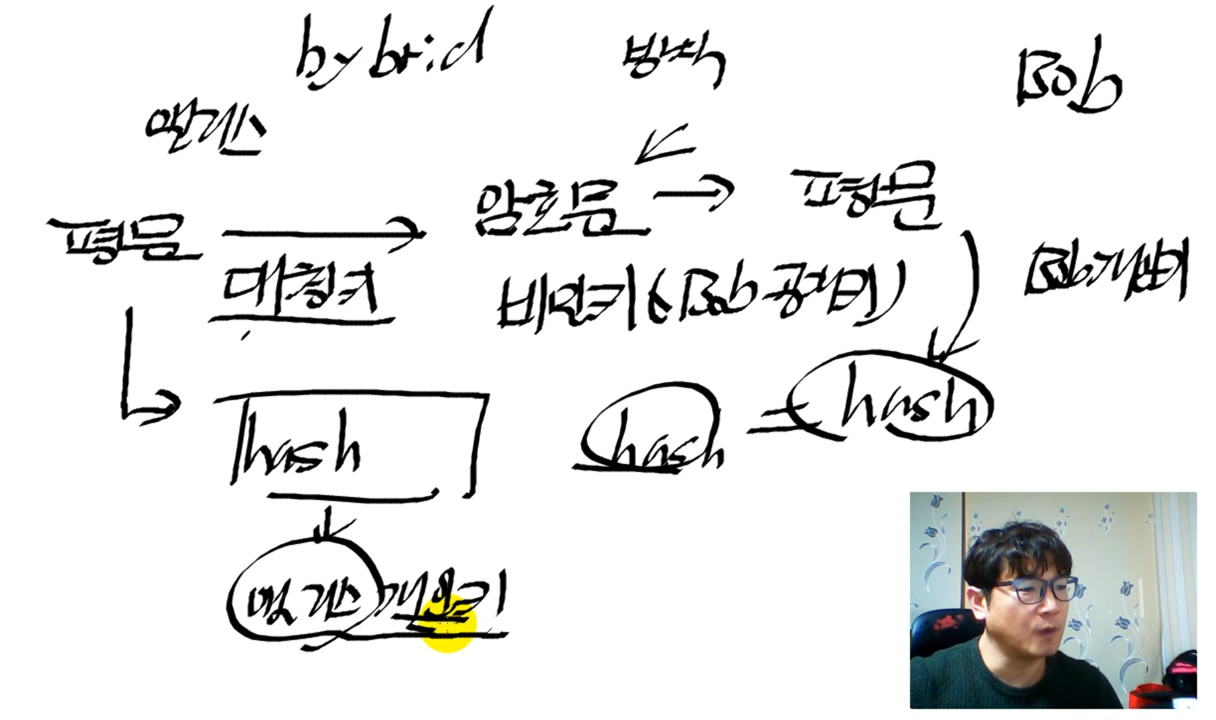 hybrid 방식
Bob
앨리스
평문 → 암호문 → 평문
대칭키
비밀키 (Bob 공개키)
Bob 개인키
hash
hash = hash
앨리스 개인키